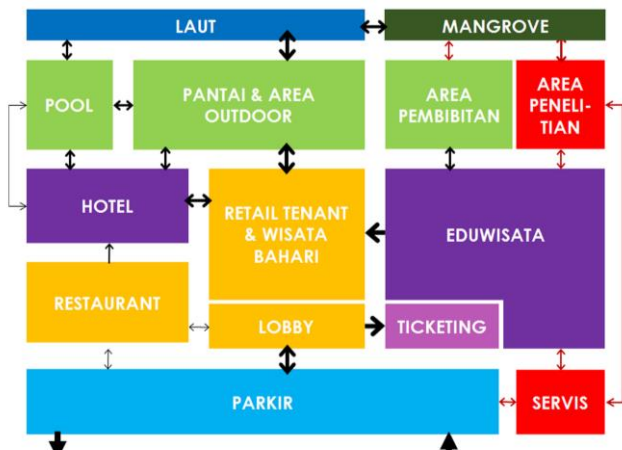 LAUT
MANGROVE
POOL
PANTAI & AREA
OUTDOOR
AREA
PEMBIBITAN
AREA
PENELI-
TIAN
HOTEL
RETAIL TENANT
& WISATA
BAHARI
EDUWISATA
RESTAURANT
LOBBY
TICKETING
PARKIR
SERVIS